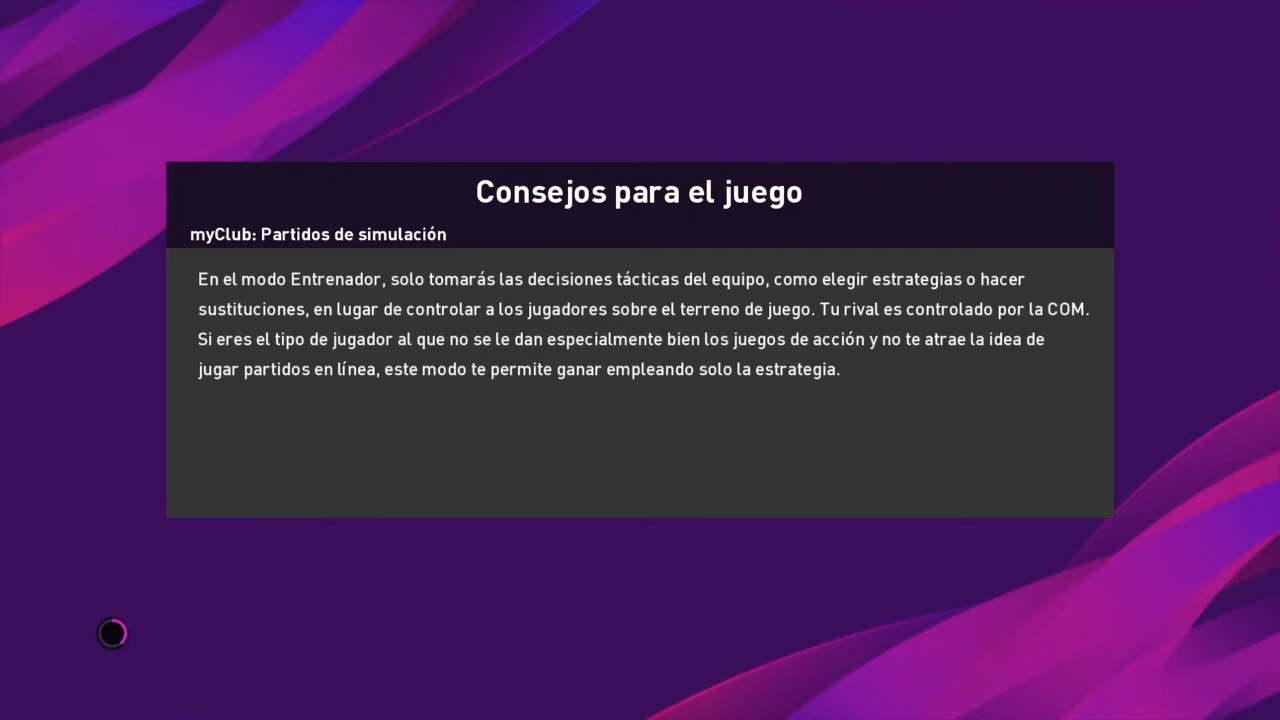 Consejos para el juego
myClub: Partidos de simulación
En el modo Entrenador, solo tomarás las decisiones tácticas del equipo, como elegir estrategias o hacer
sustituciones, en lugar de controlar a los jugadores sobre el terreno de juego. Tu rival es controlado por la COM.
Si eres el tipo de jugador al que no se le dan especialmente bien los juegos de acción y no te atrae la idea de
jugar partidos en línea, este modo te permite ganar empleando solo la estrategia.